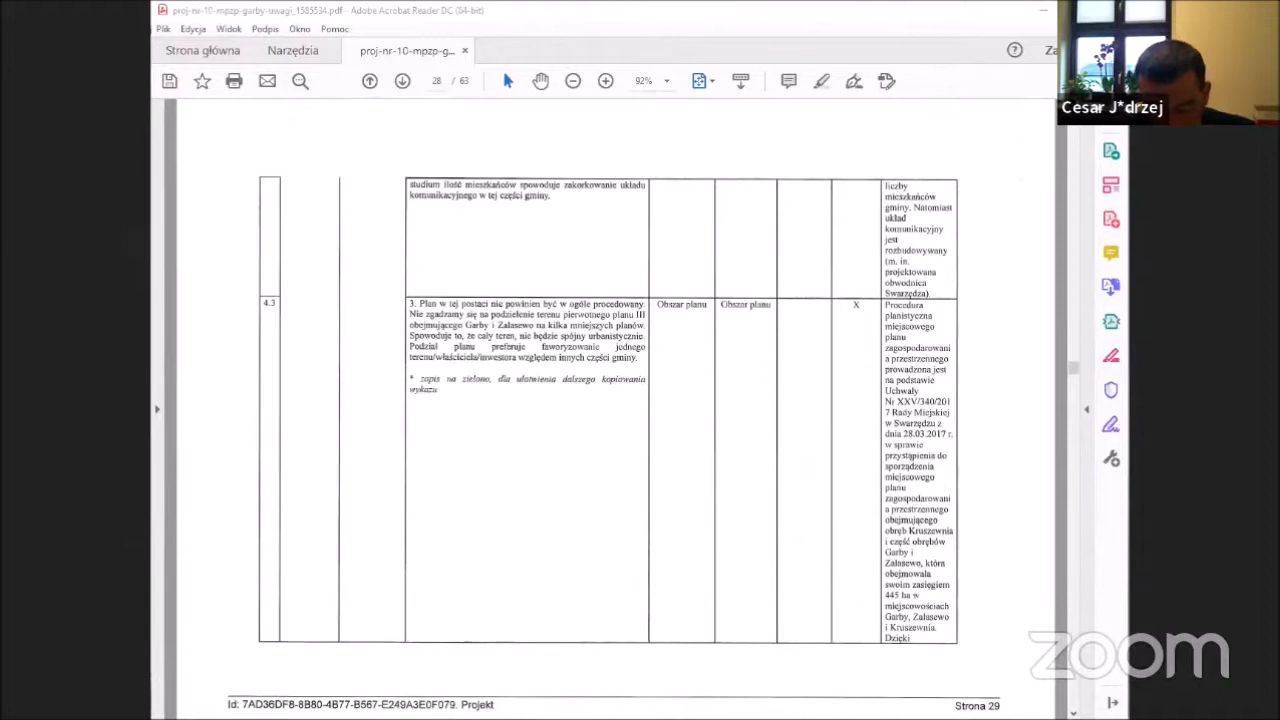 proj-nr-10-mpzp-garby-uwagi_1585534.pdf - Adobe Acrobat Reader DC (64-bit)
Plik Edycja Widok Podpis Okno Pomoc
Strona główna Narzędzia proj-nr-10-mpzp-g... × ? Za
28 / 63 92%
Cesar J*drzej
studium ilość mieszkańców spowoduje zakorkowanie układu
komunikacyjnego w tej części gminy.
liczby
mieszkańców
gminy. Natomiast
układ
komunikacyjny
jest
rozbudowywany
(m. in.
projektowana
obwodnica
Swarzędza).
4.3
3. Plan w tej postaci nie powinien być w ogóle procedowany.
Nie zgadzamy się na podzielenie terenu pierwotnego planu III
obejmującego Garby i Zalasewo na kilka mniejszych planów.
Spowoduje to, że cały teren, nie będzie spójny urbanistycznie.
Podział planu preferuje faworyzowanie jednego
terenu/właściciela/inwestora względem innych części gminy.
* zapis na zielono, dla ułatwienia dalszego kopiowania
wykazu
Obszar planu
Obszar planu
X
Procedura
planistyczna
miejscowego
planu
zagospodarowani
a przestrzennego
prowadzona jest
na podstawie
Uchwały
Nr XXV/340/201
7 Rady Miejskiej
w Swarzędzu z
dnia 28.03.2017 r.
w sprawie
przystąpienia do
sporządzenia
miejscowego
planu
zagospodarowani
a przestrzennego
obejmującego
obręb Kruszewnia
i część obrębów
Garby i
Zalasewo, która
obejmowała
swoim zasięgiem
445 ha w
miejscowościach
Garby, Zalasewo
i Kruszewnia.
Dzięki
zoom
Id: 7AD36DF8-8B80-4B77-B567-E249A3E0F079. Projekt
Strona 29